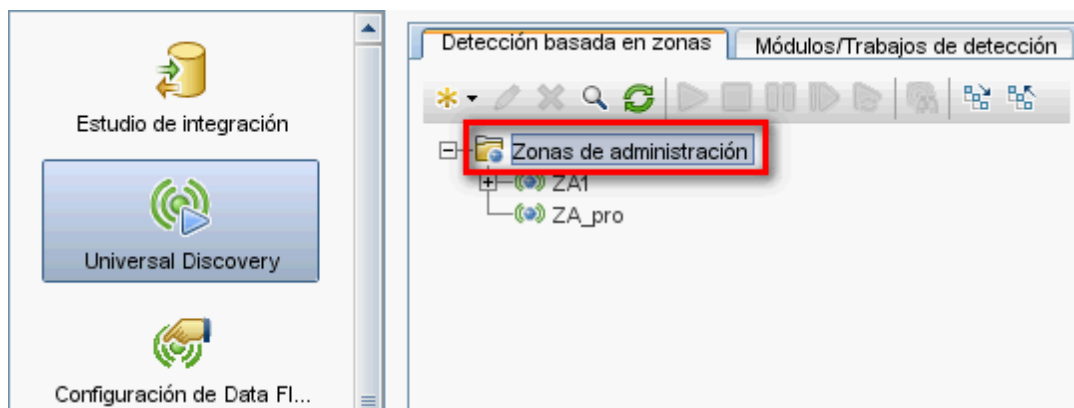 Estudio de integración
Universal Discovery
Configuración de Data Fl...
Detección basada en zonas
Módulos/Trabajos de detección
Zonas de administración
ZA1
ZA_pro